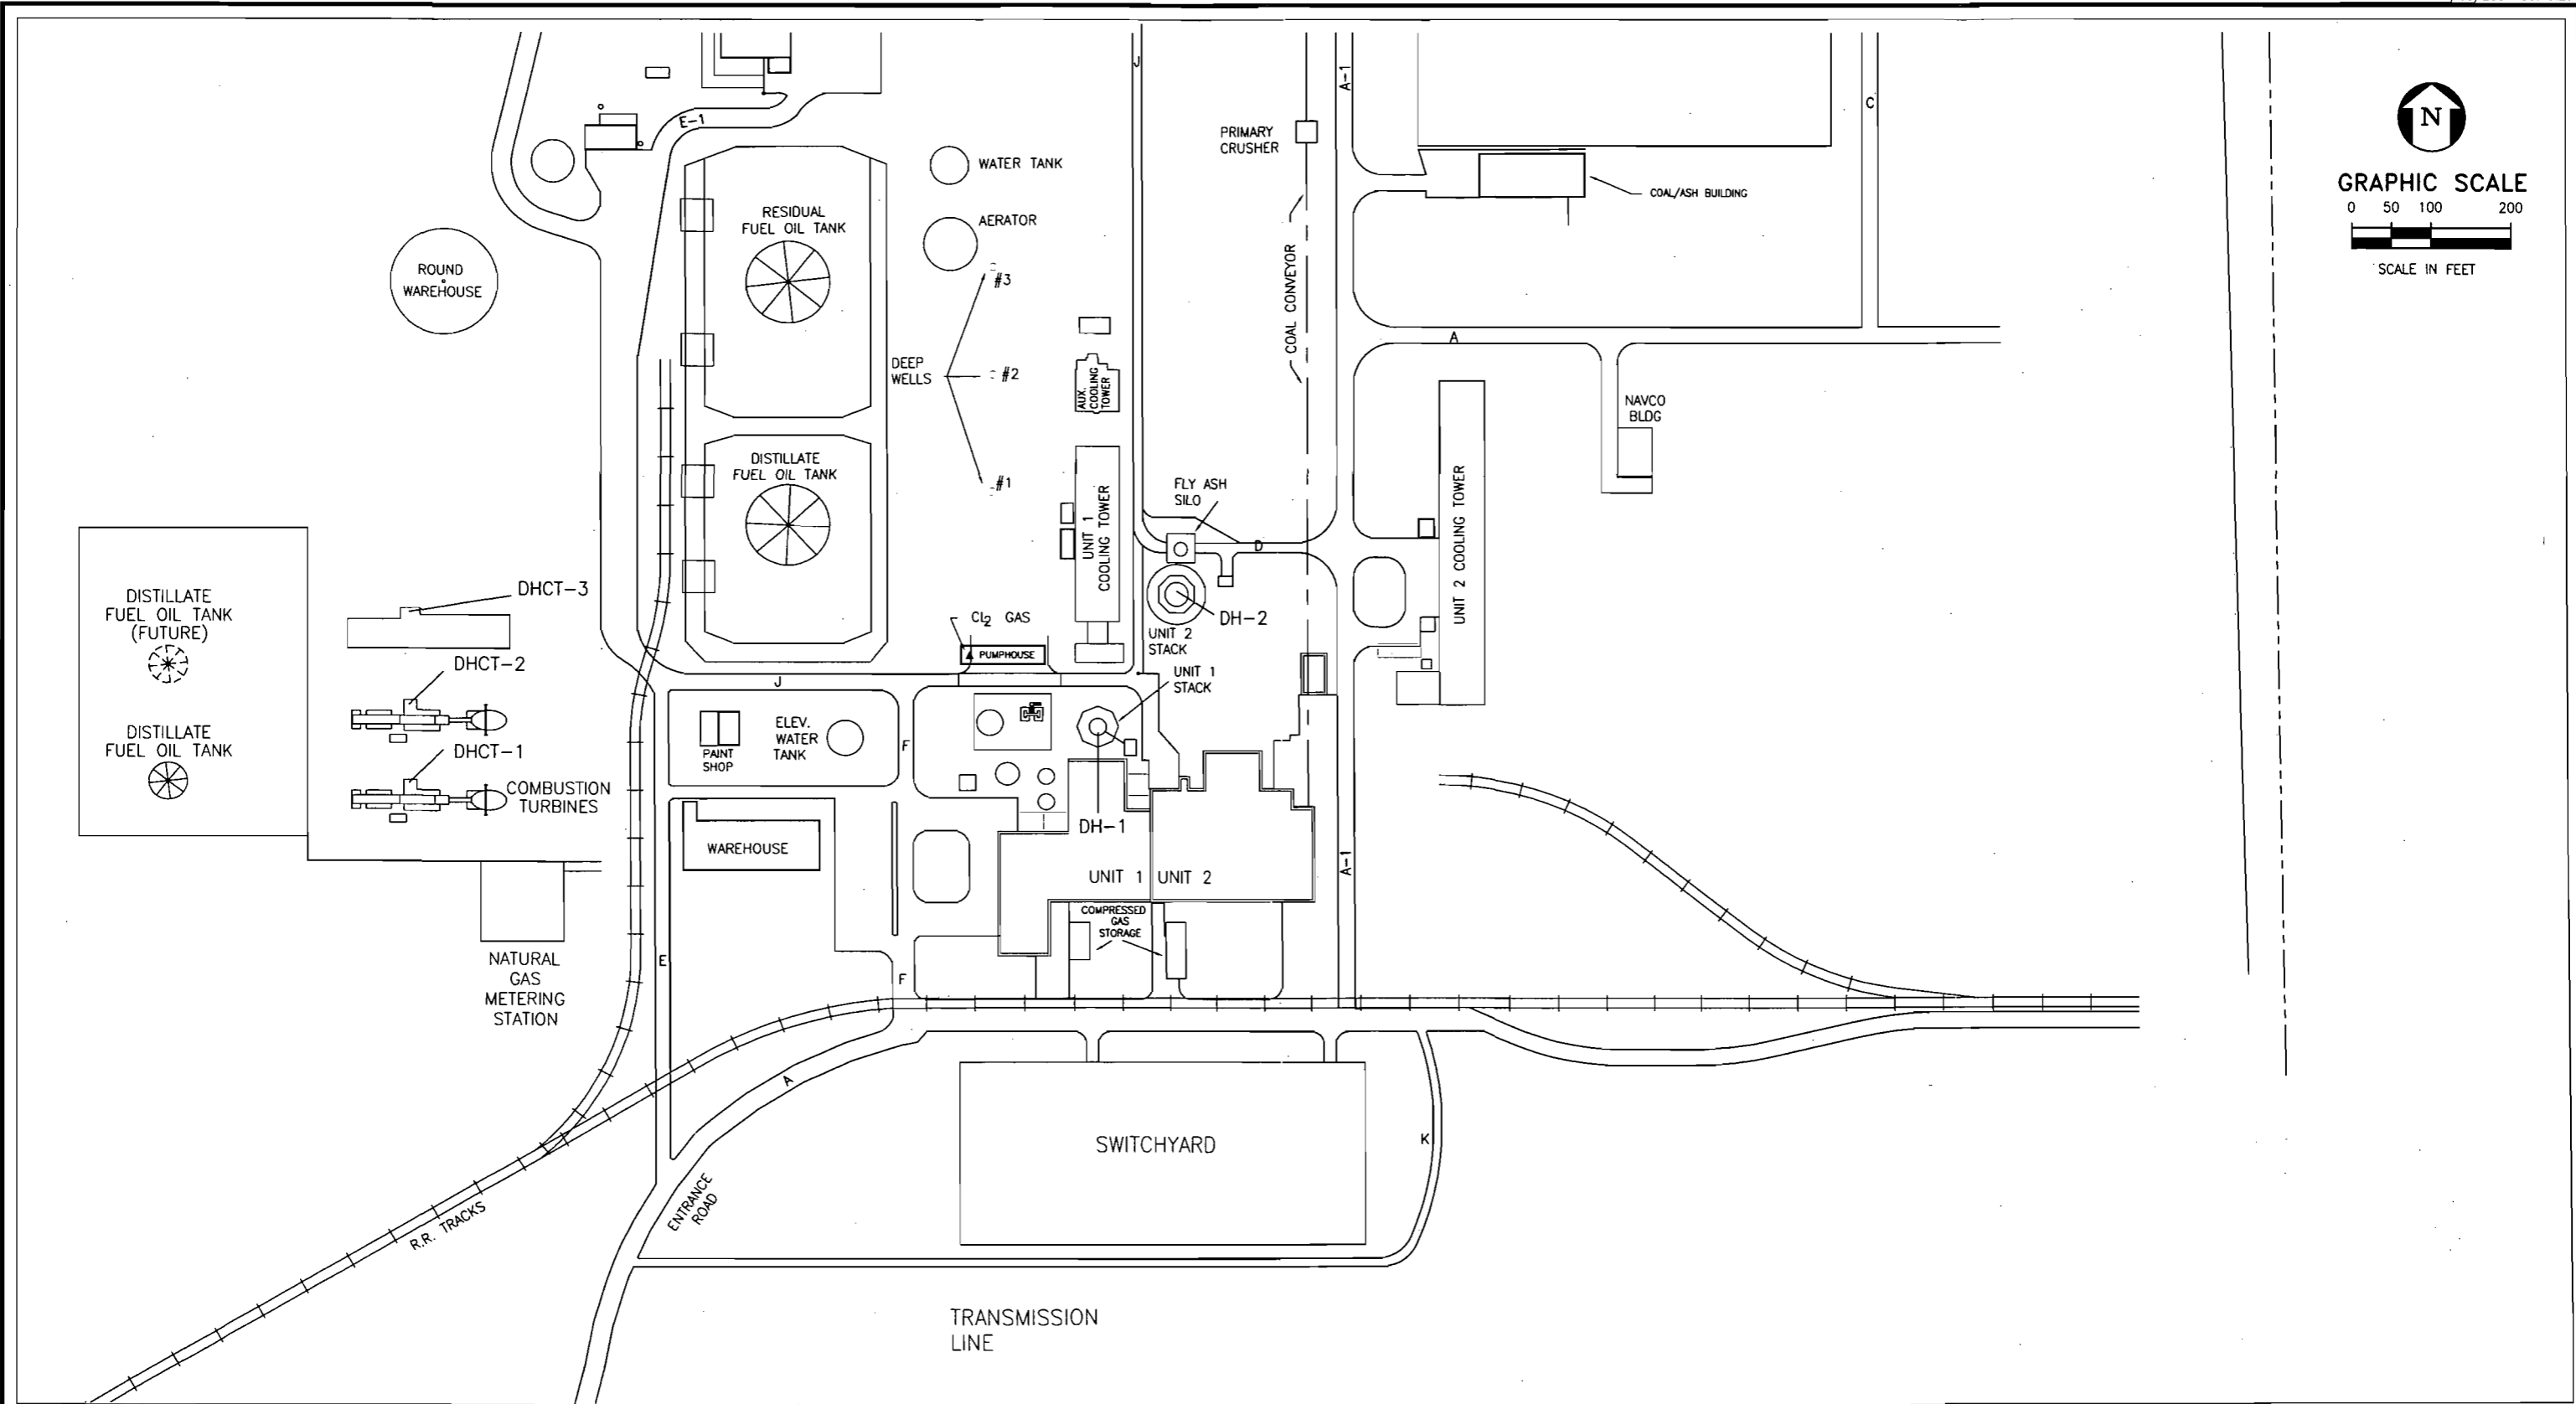 J
A-1
C
E-1
N
GRAPHIC SCALE
0 50 100 200
SCALE IN FEET
PRIMARY
CRUSHER
WATER TANK
COAL/ASH BUILDING
RESIDUAL
FUEL OIL TANK
AERATOR
ROUND
WAREHOUSE
#3
COAL CONVEYOR
A
DEEP
WELLS
#2
AUX.
COOLING
TOWER
NAVCO
BLDG
DISTILLATE
FUEL OIL TANK
#1
FLY ASH
SILO
UNIT 1
COOLING TOWER
UNIT 2 COOLING TOWER
D
DISTILLATE
FUEL OIL TANK
(FUTURE)
DHCT-3
Cl2 GAS
DH-2
UNIT 2
STACK
PUMPHOUSE
DHCT-2
UNIT 1
STACK
J
DISTILLATE
FUEL OIL TANK
DHCT-1
PAINT
SHOP
ELEV.
WATER
TANK
F
COMBUSTION
TURBINES
DH-1
WAREHOUSE
A-1
UNIT 1
UNIT 2
COMPRESSED
GAS
STORAGE
NATURAL
GAS
METERING
STATION
E
F
A
SWITCHYARD
K
ENTRANCE
ROAD
R.R. TRACKS
TRANSMISSION
LINE